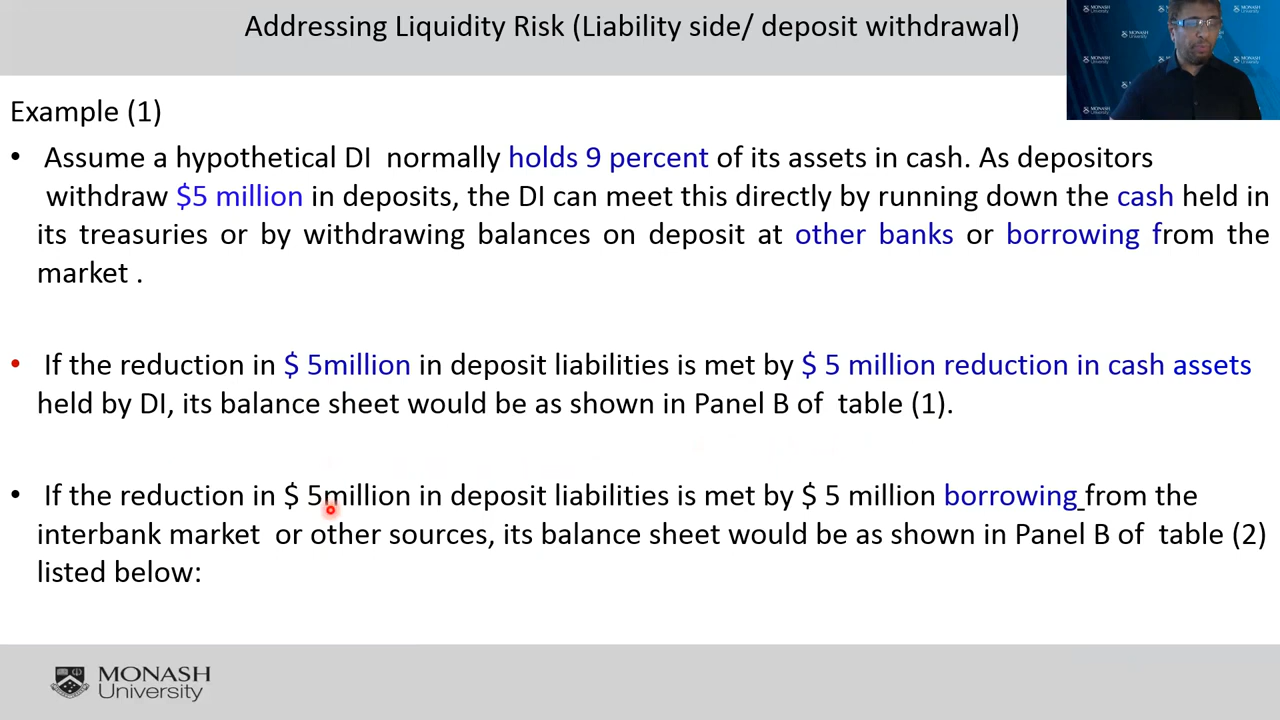 Addressing Liquidity Risk (Liability side/ deposit withdrawal)
Example (1)
• Assume a hypothetical DI normally holds 9 percent of its assets in cash. As depositors
withdraw $5 million in deposits, the DI can meet this directly by running down the cash held in
its treasuries or by withdrawing balances on deposit at other banks or borrowing from the
market .
• If the reduction in $ 5million in deposit liabilities is met by $ 5 million reduction in cash assets
held by DI, its balance sheet would be as shown in Panel B of table (1).
• If the reduction in $ 5million in deposit liabilities is met by $ 5 million borrowing from the
interbank market or other sources, its balance sheet would be as shown in Panel B of table (2)
listed below:
MONASH
University